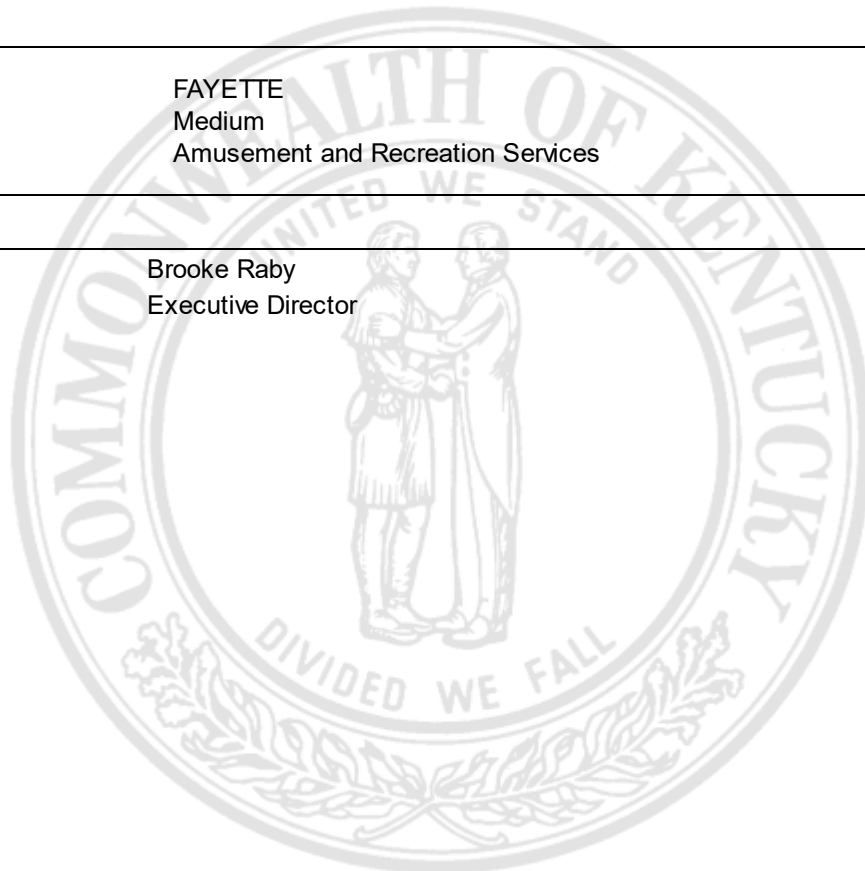 FAYETTE
Medium
Amusement and Recreation Services
Brooke Raby
Executive Director
COMMONWEALTH OF KENTUCKY
UNITED WE STAND
DIVIDED WE FALL